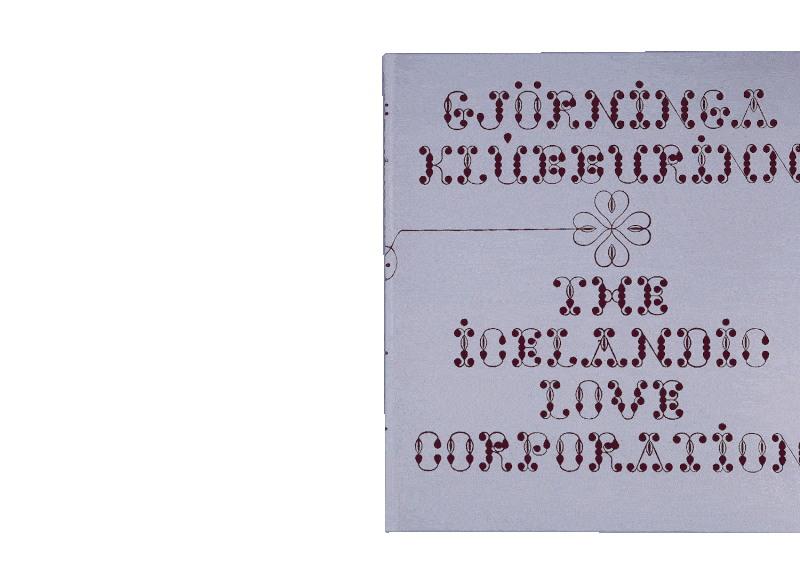 GJÖRNINGA
KLÚBBURINN
THE
ICELANDIC
LOVE
CORPORATION